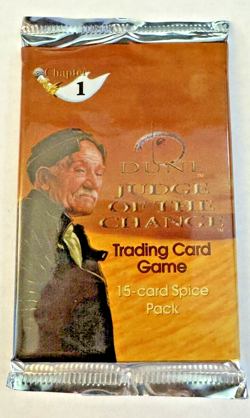 Chapter
1
DUNE
JUDGE OF THE
CHANGE
Trading Card
Game
15-card Spice
Pack